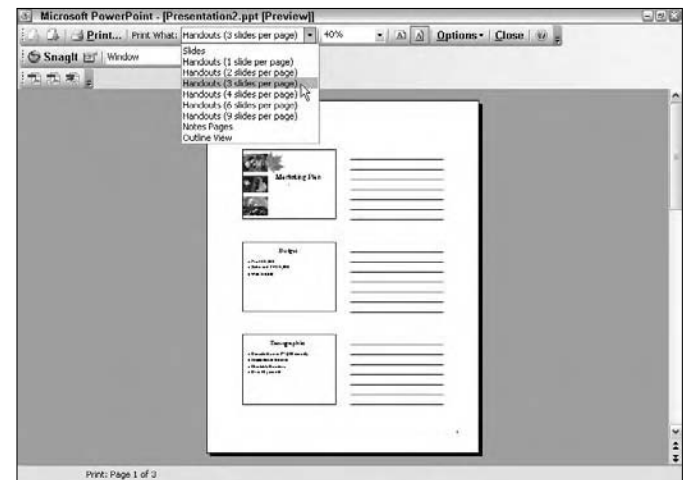 Microsoft PowerPoint - [Presentation2.ppt [Preview]]
Print... Print What: Handouts (3 slides per page) 40% Options Close
SnagIt Window
Slides
Handouts (1 slide per page)
Handouts (2 slides per page)
Handouts (3 slides per page)
Handouts (4 slides per page)
Handouts (6 slides per page)
Handouts (9 slides per page)
Notes Pages
Outline View
Marketing Plan
Budget
Demographic
Print: Page 1 of 3